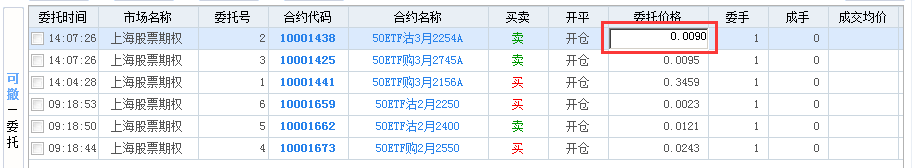 委托时间 市场名称 委托号 合约代码 合约名称 买卖 开平 委托价格 委手 成手 成交均价
14:07:26 上海股票期权 2 10001438 50ETF沽3月2254A 卖 开仓 0.0090 1 0
14:07:26 上海股票期权 3 10001425 50ETF购3月2745A 卖 开仓 0.0095 1 0
14:04:28 上海股票期权 1 10001441 50ETF购3月2156A 买 开仓 0.3459 1 0
09:18:53 上海股票期权 6 10001659 50ETF沽2月2250 买 开仓 0.0023 1 0
09:18:50 上海股票期权 5 10001662 50ETF沽2月2400 卖 开仓 0.0121 1 0
09:18:44 上海股票期权 4 10001673 50ETF购2月2550 买 开仓 0.0243 1 0
可撤—委托